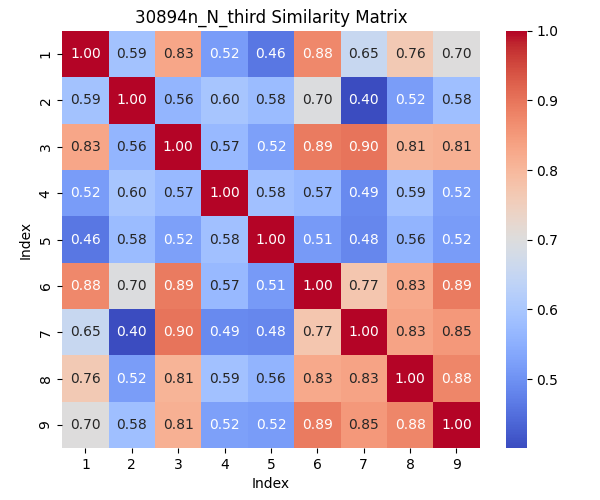 30894n_N_third Similarity Matrix
1 1.00 0.59 0.83 0.52 0.46 0.88 0.65 0.76 0.70
2 0.59 1.00 0.56 0.60 0.58 0.70 0.40 0.52 0.58
3 0.83 0.56 1.00 0.57 0.52 0.89 0.90 0.81 0.81
4 0.52 0.60 0.57 1.00 0.58 0.57 0.49 0.59 0.52
5 0.46 0.58 0.52 0.58 1.00 0.51 0.48 0.56 0.52
6 0.88 0.70 0.89 0.57 0.51 1.00 0.77 0.83 0.89
7 0.65 0.40 0.90 0.49 0.48 0.77 1.00 0.83 0.85
8 0.76 0.52 0.81 0.59 0.56 0.83 0.83 1.00 0.88
9 0.70 0.58 0.81 0.52 0.52 0.89 0.85 0.88 1.00
1 2 3 4 5 6 7 8 9
Index
Index
1.0
0.9
0.8
0.7
0.6
0.5